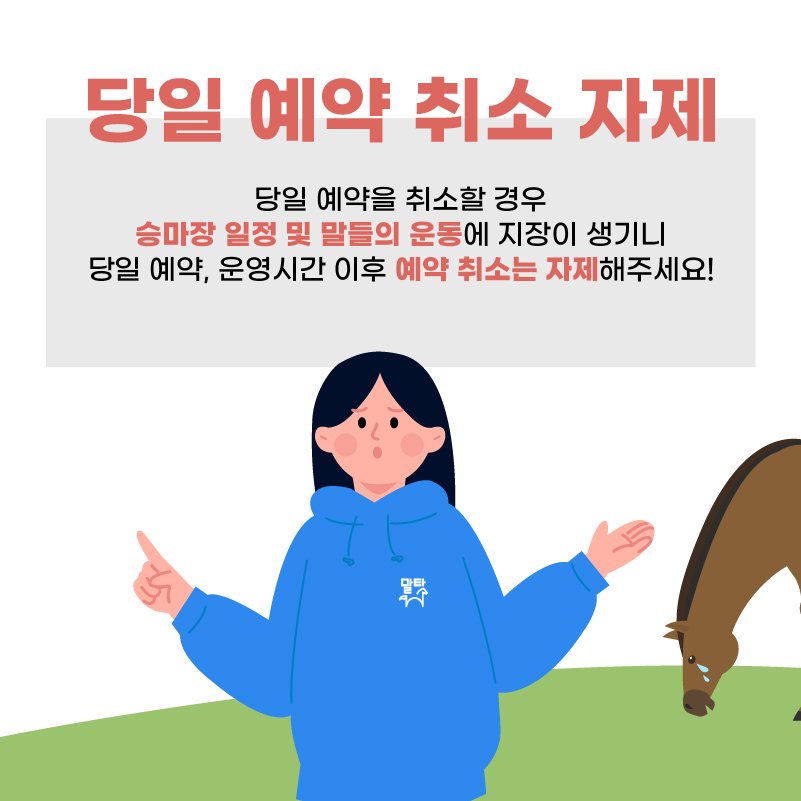 당일 예약 취소 자제
당일 예약을 취소할 경우
승마장 일정 및 말들의 운동에 지장이 생기니
당일 예약, 운영시간 이후 예약 취소는 자제해주세요!
말타